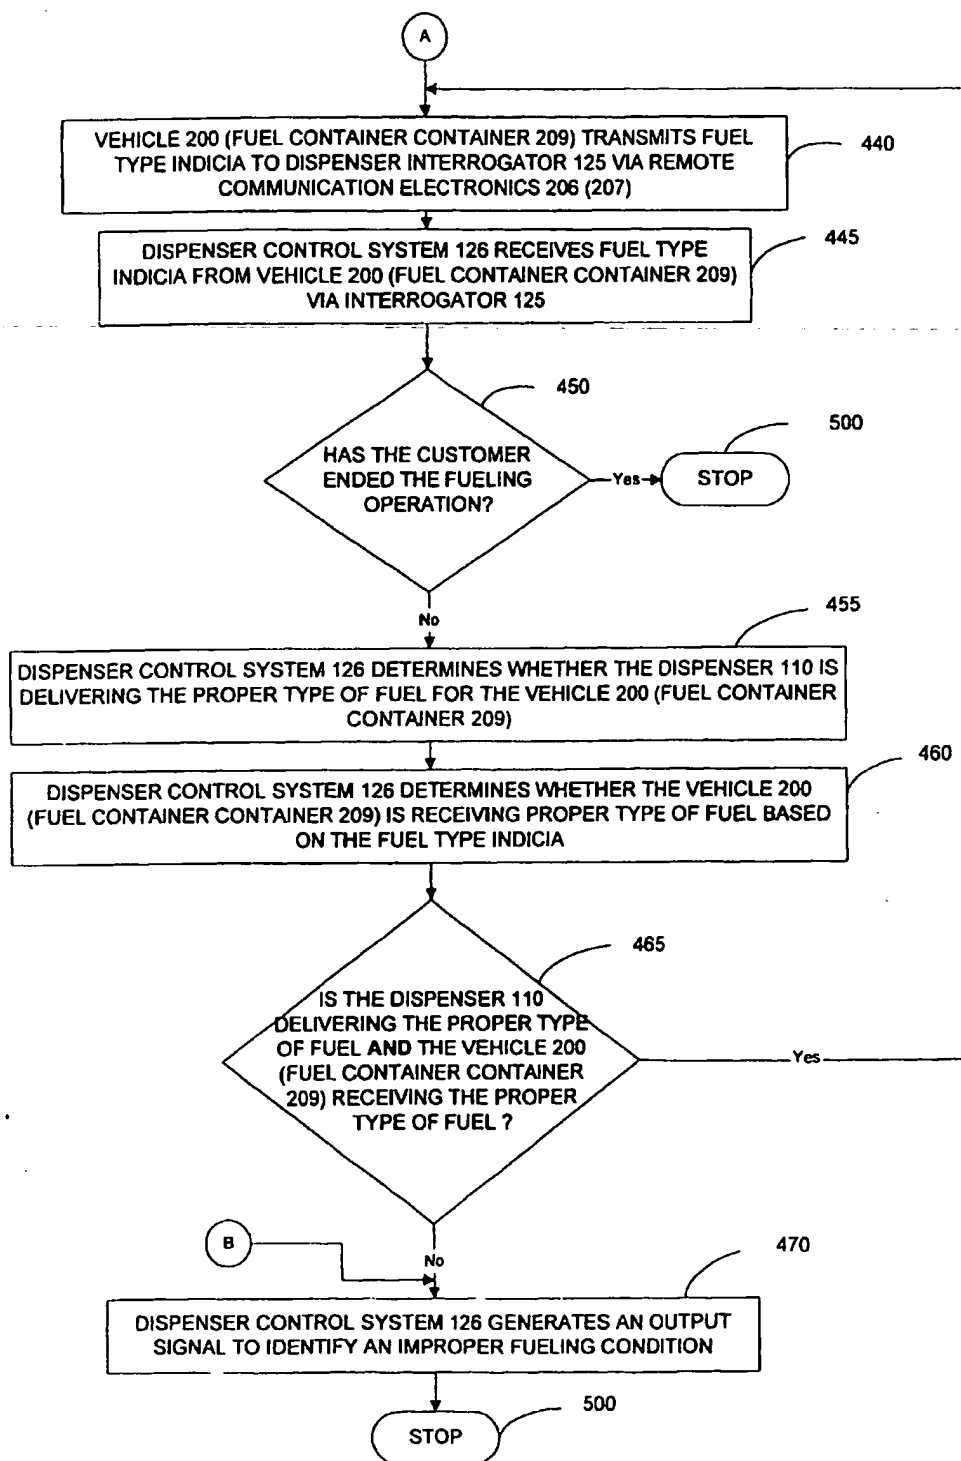 A
VEHICLE 200 (FUEL CONTAINER CONTAINER 209) TRANSMITS FUEL
TYPE INDICIA TO DISPENSER INTERROGATOR 125 VIA REMOTE
COMMUNICATION ELECTRONICS 206 (207)
440
DISPENSER CONTROL SYSTEM 126 RECEIVES FUEL TYPE
INDICIA FROM VEHICLE 200 (FUEL CONTAINER CONTAINER 209)
VIA INTERROGATOR 125
445
450
HAS THE CUSTOMER
ENDED THE FUELING
OPERATION?
Yes
500
STOP
No
455
DISPENSER CONTROL SYSTEM 126 DETERMINES WHETHER THE DISPENSER 110 IS
DELIVERING THE PROPER TYPE OF FUEL FOR THE VEHICLE 200 (FUEL CONTAINER
CONTAINER 209)
460
DISPENSER CONTROL SYSTEM 126 DETERMINES WHETHER THE VEHICLE 200
(FUEL CONTAINER CONTAINER 209) IS RECEIVING PROPER TYPE OF FUEL BASED
ON THE FUEL TYPE INDICIA
465
IS THE DISPENSER 110
DELIVERING THE PROPER TYPE
OF FUEL AND THE VEHICLE 200
(FUEL CONTAINER CONTAINER
209) RECEIVING THE PROPER
TYPE OF FUEL ?
Yes
B
No
470
DISPENSER CONTROL SYSTEM 126 GENERATES AN OUTPUT
SIGNAL TO IDENTIFY AN IMPROPER FUELING CONDITION
500
STOP